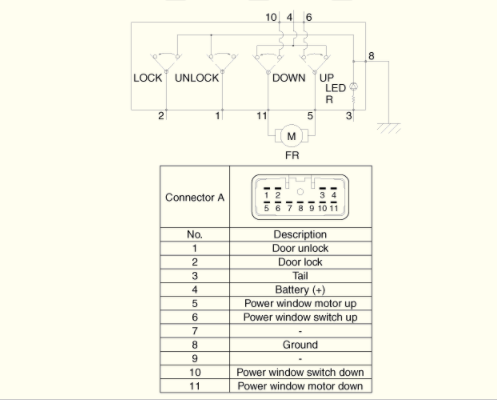 10 4 6
8
LOCK UNLOCK DOWN UP
LED
R
2 1 11 5 3
M
FR
Connector A
1 2 3 4
5 6 7 8 9 10 11
No. Description
1 Door unlock
2 Door lock
3 Tail
4 Battery (+)
5 Power window motor up
6 Power window switch up
7 -
8 Ground
9 -
10 Power window switch down
11 Power window motor down